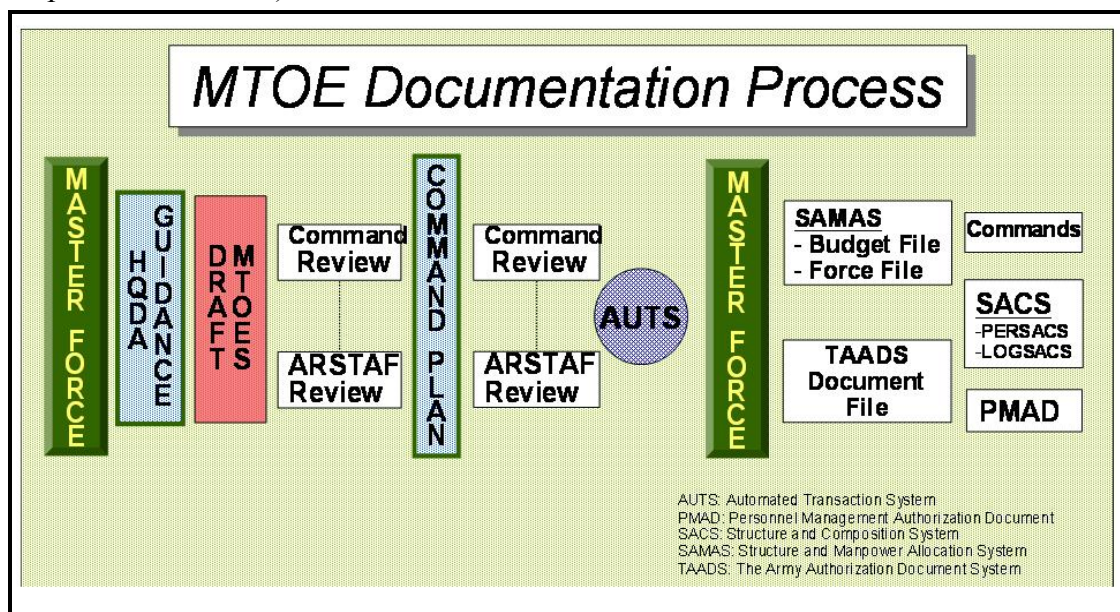 MTOE Documentation Process
MASTER FORCE
HQDA
GUIDANCE
DRAFT
MTOES
Command
Review
ARSTAF
Review
COMMAND PLAN
Command
Review
ARSTAF
Review
AUTS
MASTER FORCE
SAMAS
- Budget File
- Force File
TAADS
Document
File
Commands
SACS
-PERSACS
-LOGSACS
PMAD
AUTS: Automated Transaction System
PMAD: Personnel Management Authorization Document
SACS: Structure and Composition System
SAMAS: Structure and Manpower Allocation System
TAADS: The Army Authorization Document System